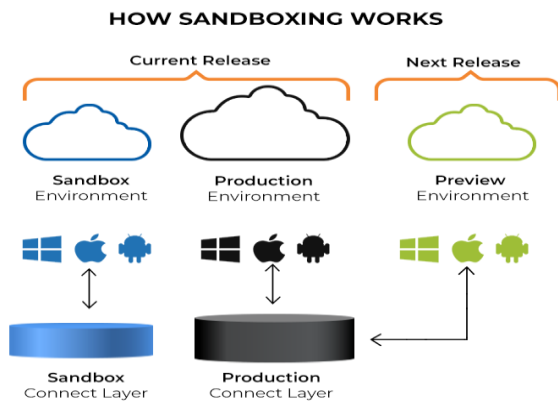 HOW SANDBOXING WORKS
Current Release
Next Release
Sandbox
Environment
Production
Environment
Preview
Environment
Sandbox
Connect Layer
Production
Connect Layer